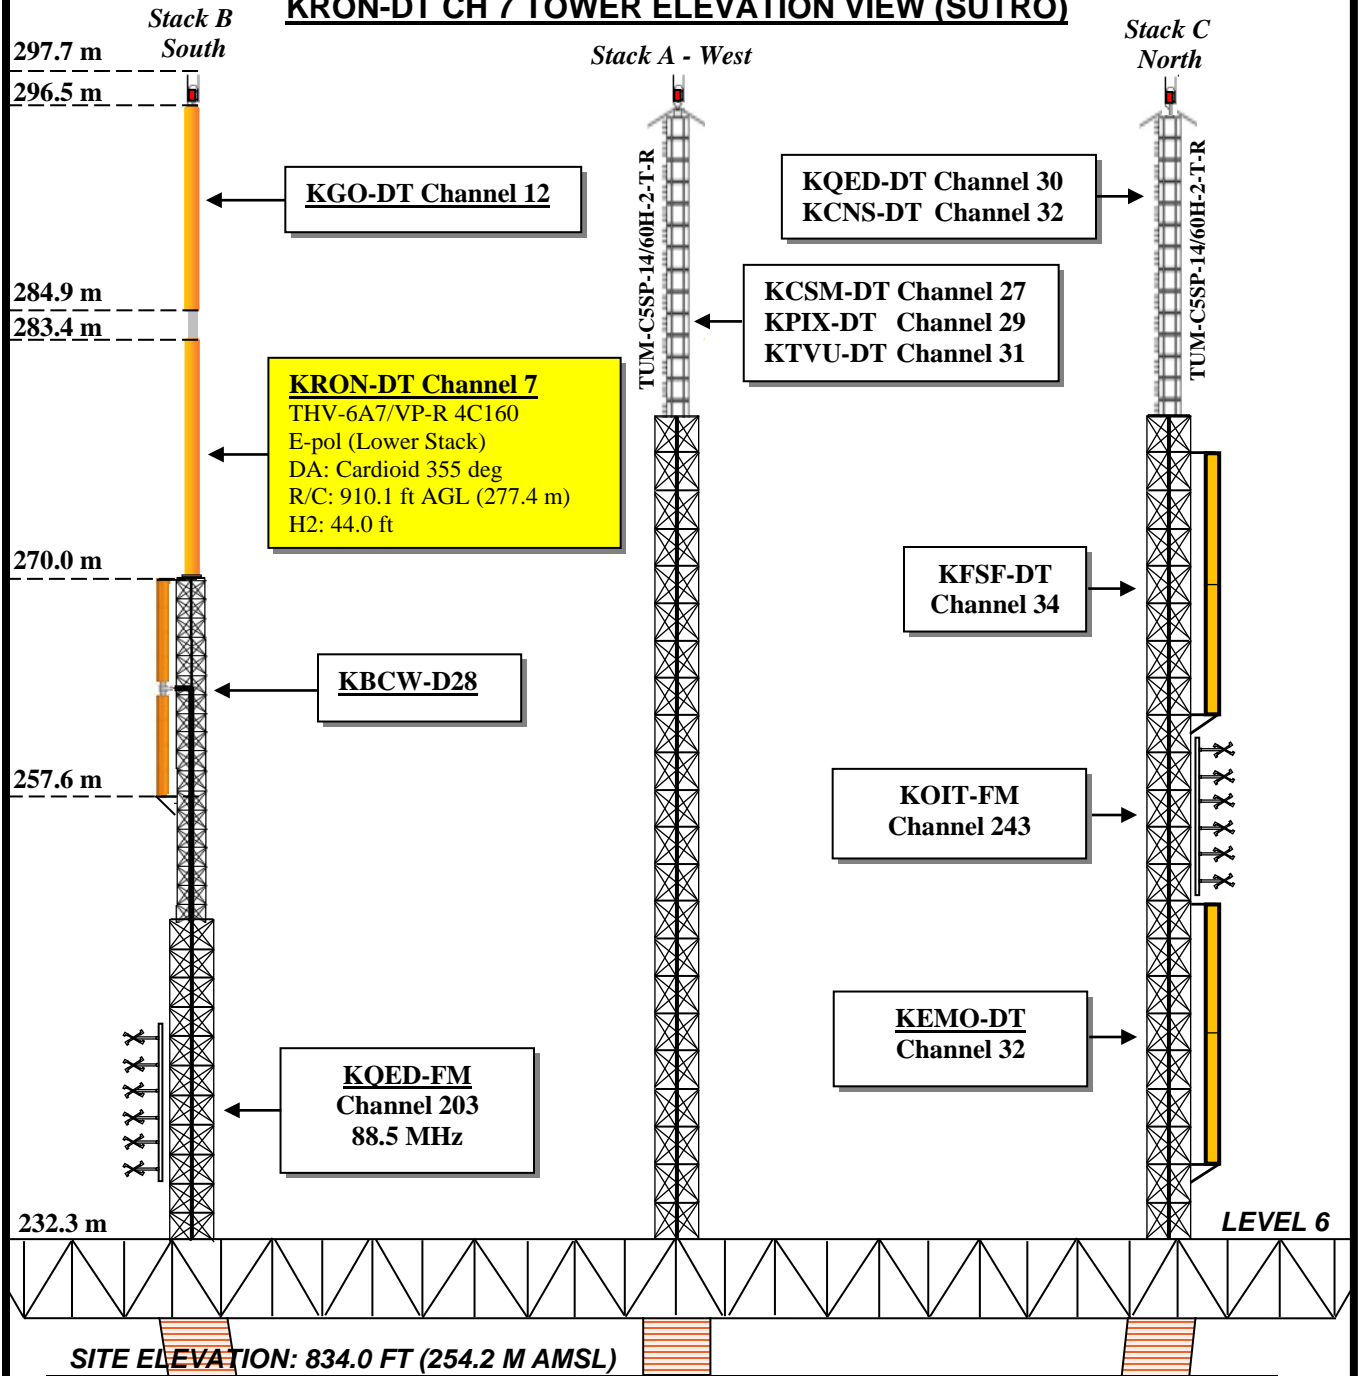 KRON-DT CH 7 TOWER ELEVATION VIEW (SUTRO)
Stack B
South
Stack A - West
Stack C
North
297.7 m
296.5 m
284.9 m
283.4 m
270.0 m
257.6 m
232.3 m
KGO-DT Channel 12
KRON-DT Channel 7
THV-6A7/VP-R 4C160
E-pol (Lower Stack)
DA: Cardioid 355 deg
R/C: 910.1 ft AGL (277.4 m)
H2: 44.0 ft
KBCW-D28
KQED-FM
Channel 203
88.5 MHz
TUM-C5SP-14/60H-2-T-R
KCSM-DT Channel 27
KPIX-DT Channel 29
KTVU-DT Channel 31
KQED-DT Channel 30
KCNS-DT Channel 32
TUM-C5SP-14/60H-2-T-R
KFSF-DT
Channel 34
KOIT-FM
Channel 243
KEMO-DT
Channel 32
LEVEL 6
SITE ELEVATION: 834.0 FT (254.2 M AMSL)